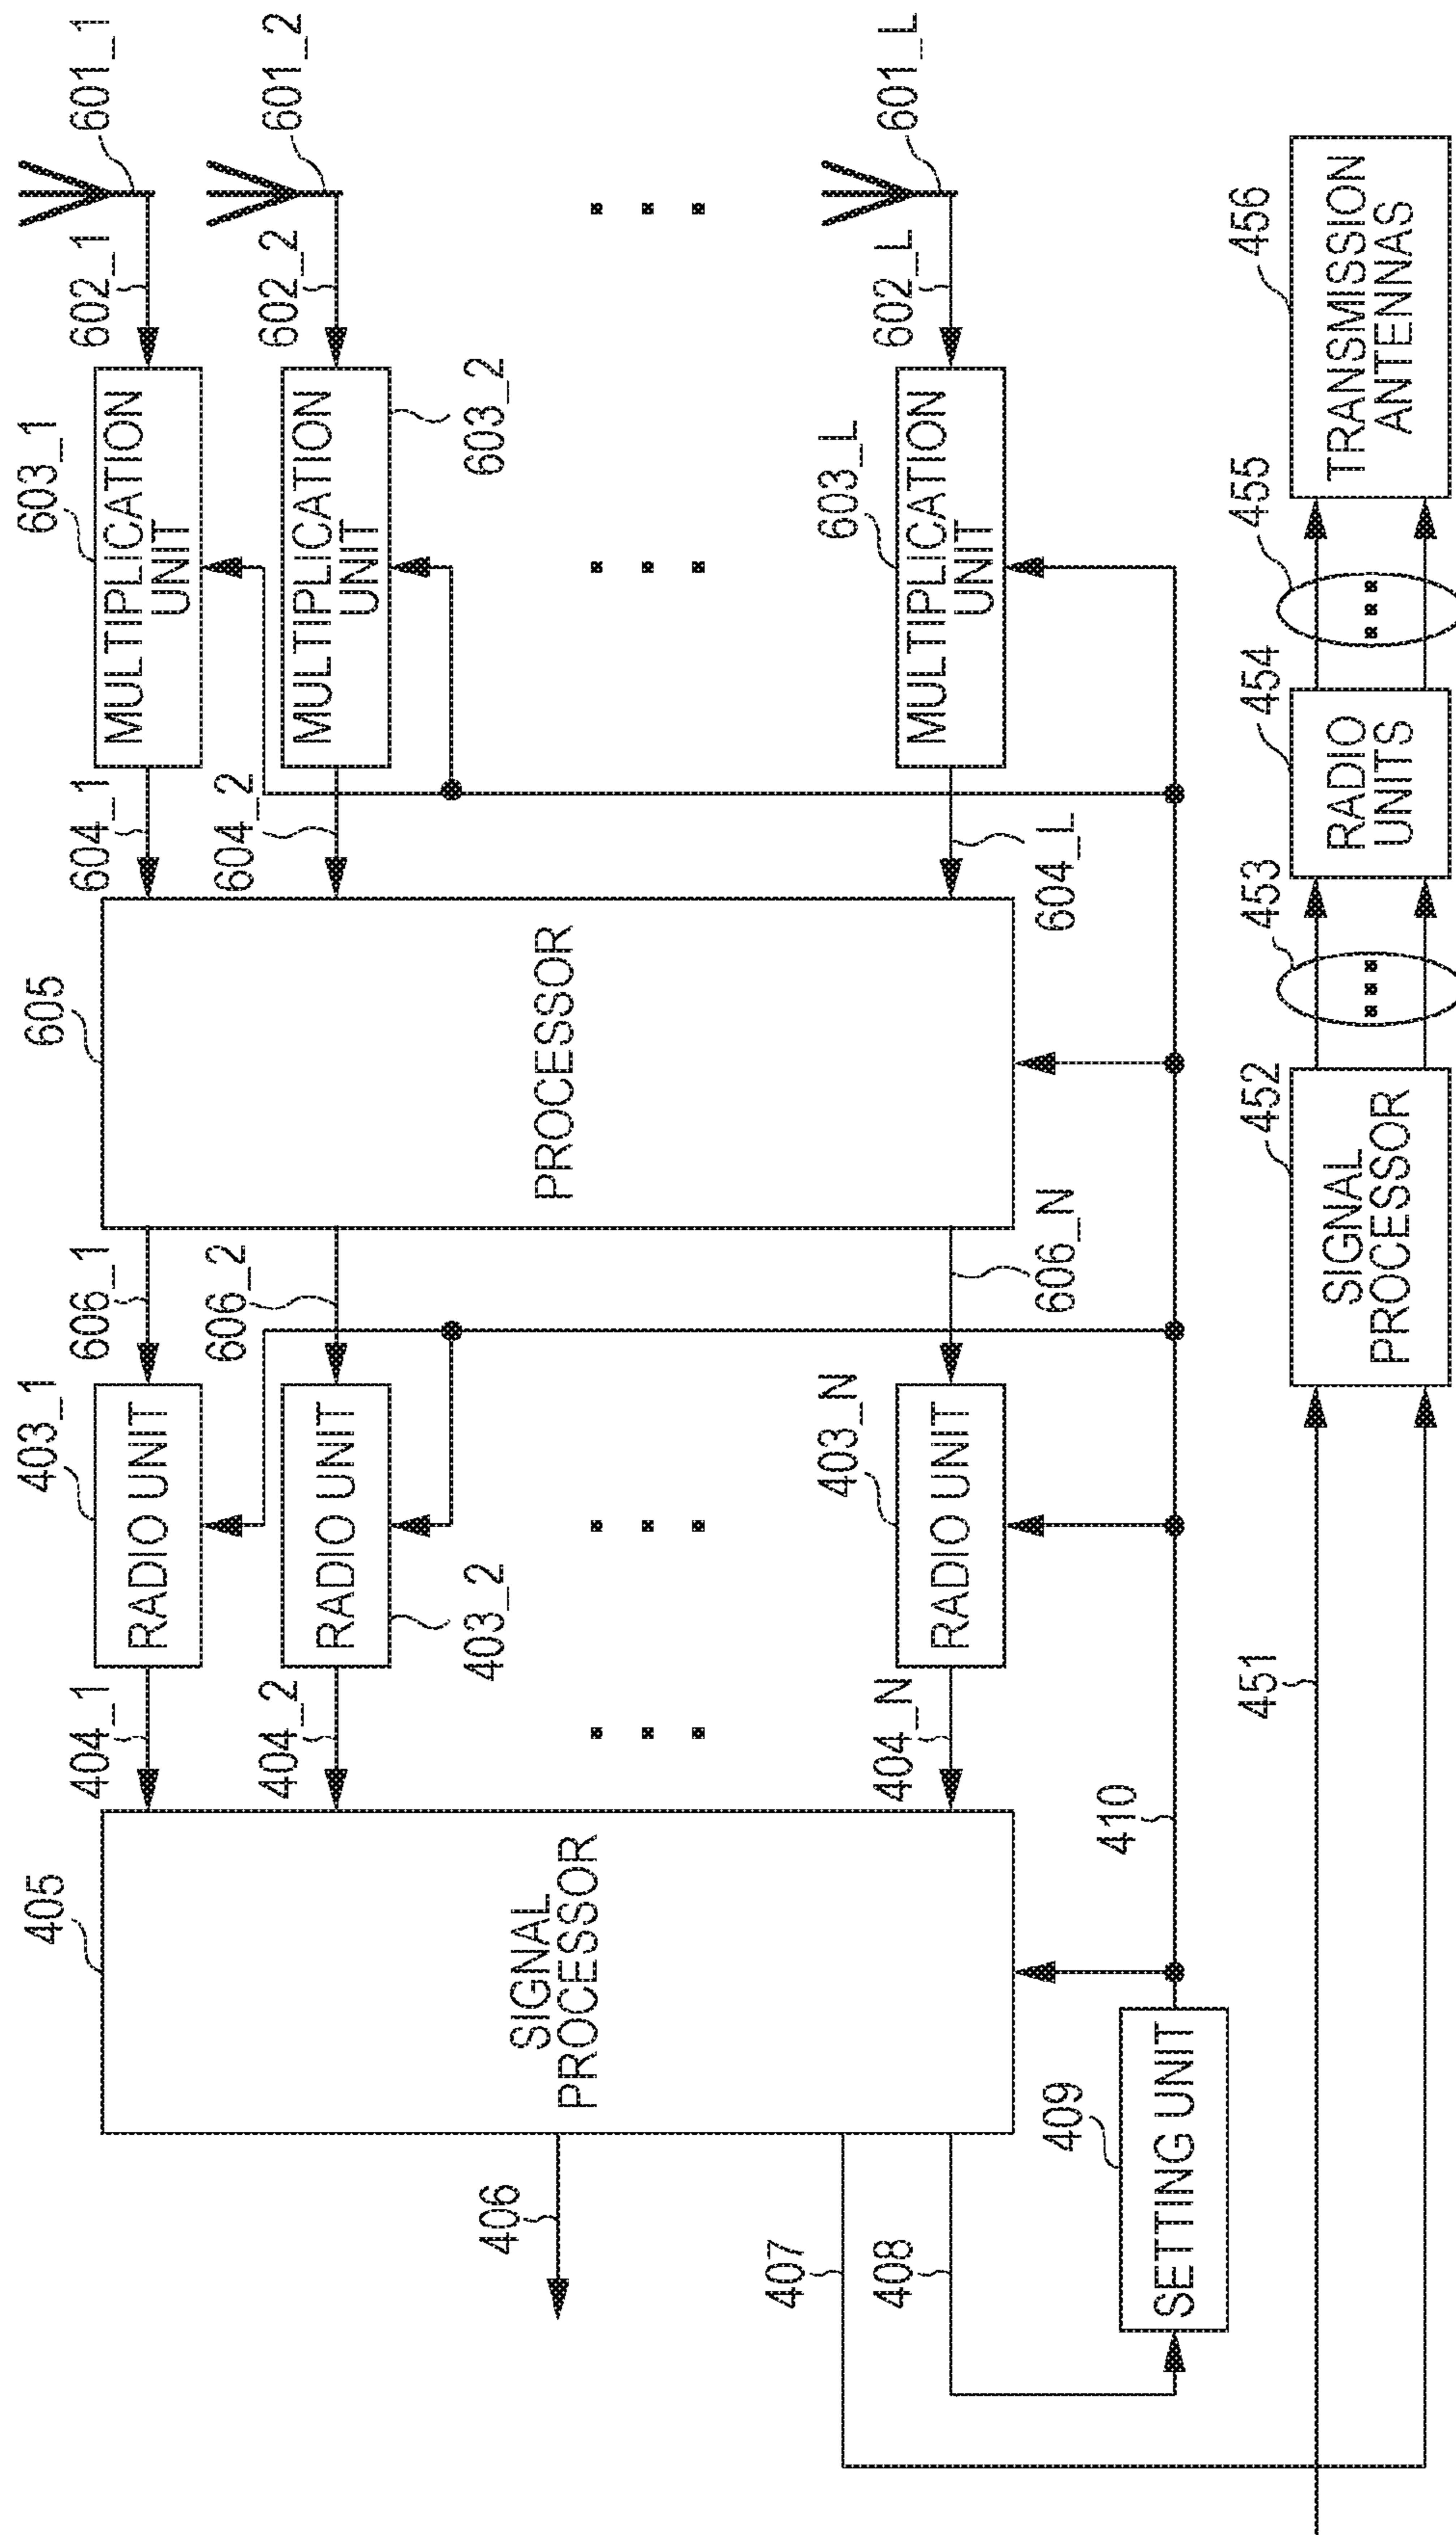 601_1
602_1
603_1
MULTIPLICATION
UNIT
604_1
605
PROCESSOR
606_1
403_1
RADIO UNIT
404_1
405
SIGNAL
PROCESSOR
406
601_2
602_2
603_2
MULTIPLICATION
UNIT
604_2
606_2
403_2
RADIO UNIT
404_2
601_L
602_L
603_L
MULTIPLICATION
UNIT
604_L
606_N
403_N
RADIO UNIT
404_N
407
408
409
SETTING UNIT
410
451
452
SIGNAL
PROCESSOR
453
454
RADIO
UNITS
455
456
TRANSMISSION
ANTENNAS